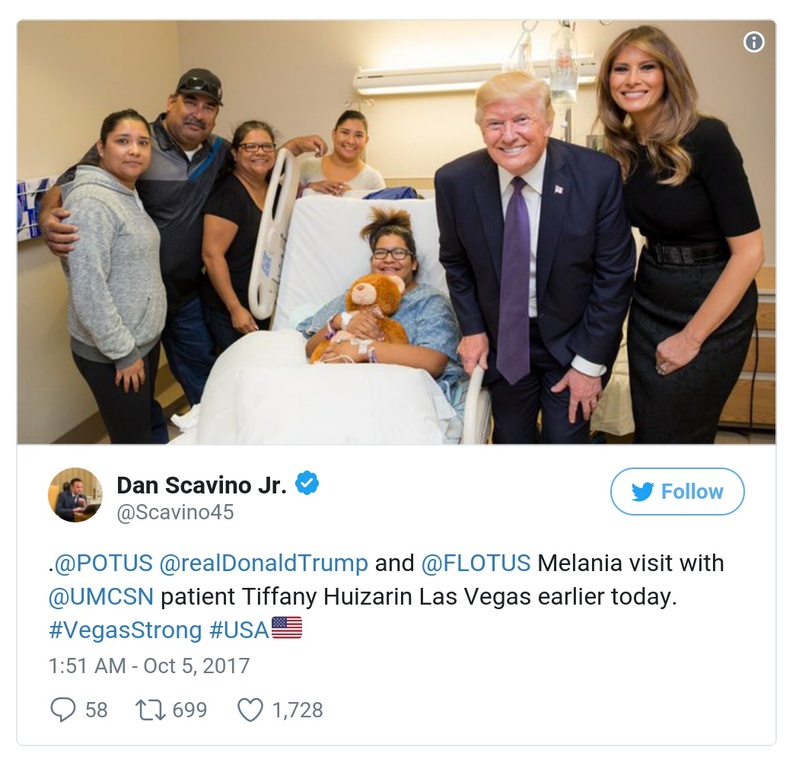 Dan Scavino Jr.
@Scavino45
Follow
.@POTUS @realDonaldTrump and @FLOTUS Melania visit with
@UMCSN patient Tiffany Huizarin Las Vegas earlier today.
#VegasStrong #USA🇺🇸
1:51 AM - Oct 5, 2017
58 699 1,728